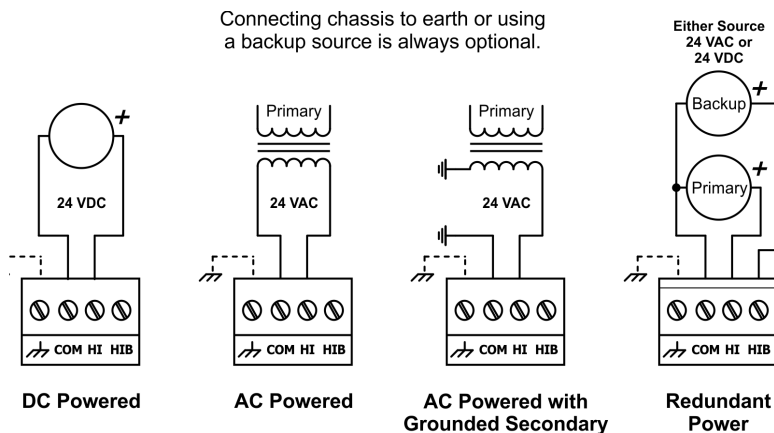 Connecting chassis to earth or using
a backup source is always optional.
Either Source
24 VAC or
24 VDC
+
24 VDC
COM HI HIB
DC Powered
Primary
24 VAC
COM HI HIB
AC Powered
Primary
24 VAC
COM HI HIB
AC Powered with
Grounded Secondary
Backup
+
Primary
+
COM HI HIB
Redundant
Power